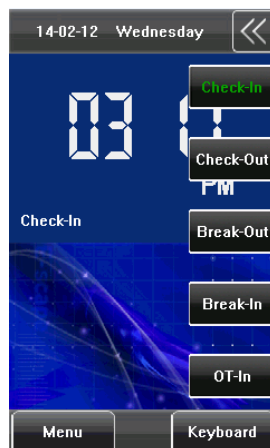 14-02-12 Wednesday
Check-In
03
Check-Out
PM
Check-In
Break-Out
Break-In
OT-In
Menu Keyboard